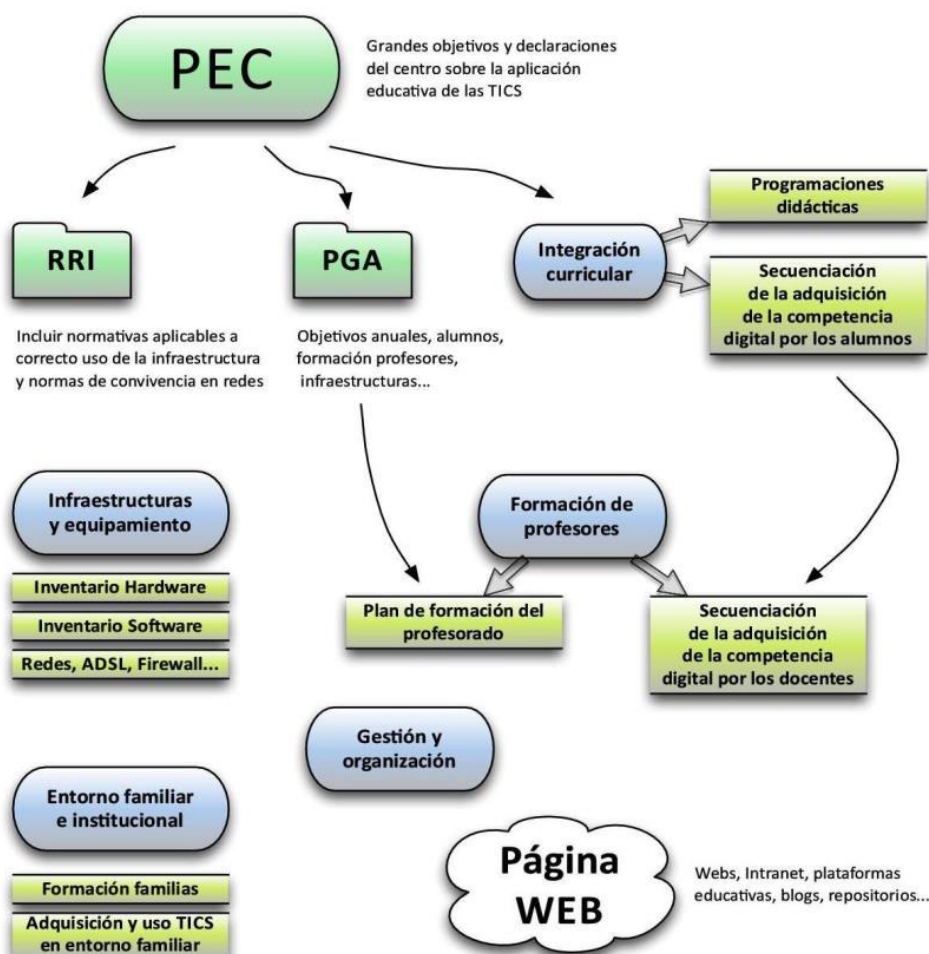 PEC
Grandes objetivos y declaraciones
del centro sobre la aplicación
educativa de las TICS
RRI
Incluir normativas aplicables a
correcto uso de la infraestructura
y normas de convivencia en redes
PGA
Objetivos anuales, alumnos,
formación profesores,
infraestructuras...
Integración
curricular
Programaciones
didácticas
Secuenciación
de la adquisición
de la competencia
digital por los alumnos
Infraestructuras
y equipamiento
Inventario Hardware
Inventario Software
Redes, ADSL, Firewall...
Formación de
profesores
Plan de formación del
profesorado
Secuenciación
de la adquisición
de la competencia
digital por los docentes
Gestión y
organización
Entorno familiar
e institucional
Formación familias
Adquisición y uso TICS
en entorno familiar
Página
WEB
Webs, Intranet, plataformas
educativas, blogs, repositorios...